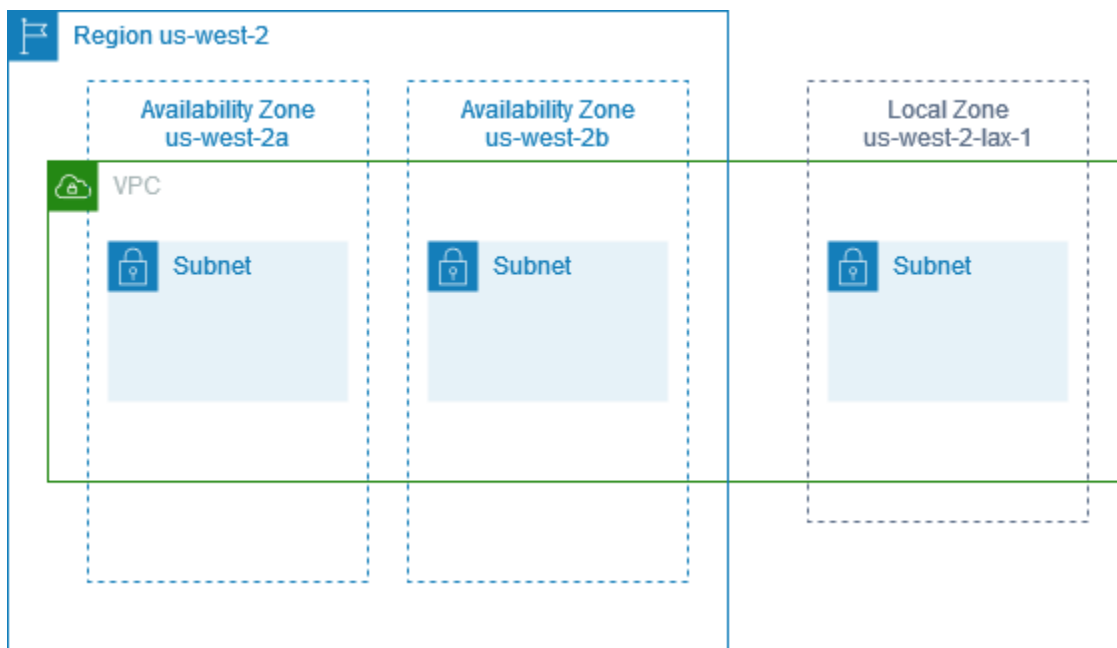 Region us-west-2
Availability Zone
us-west-2a
Availability Zone
us-west-2b
Local Zone
us-west-2-lax-1
VPC
Subnet
Subnet
Subnet